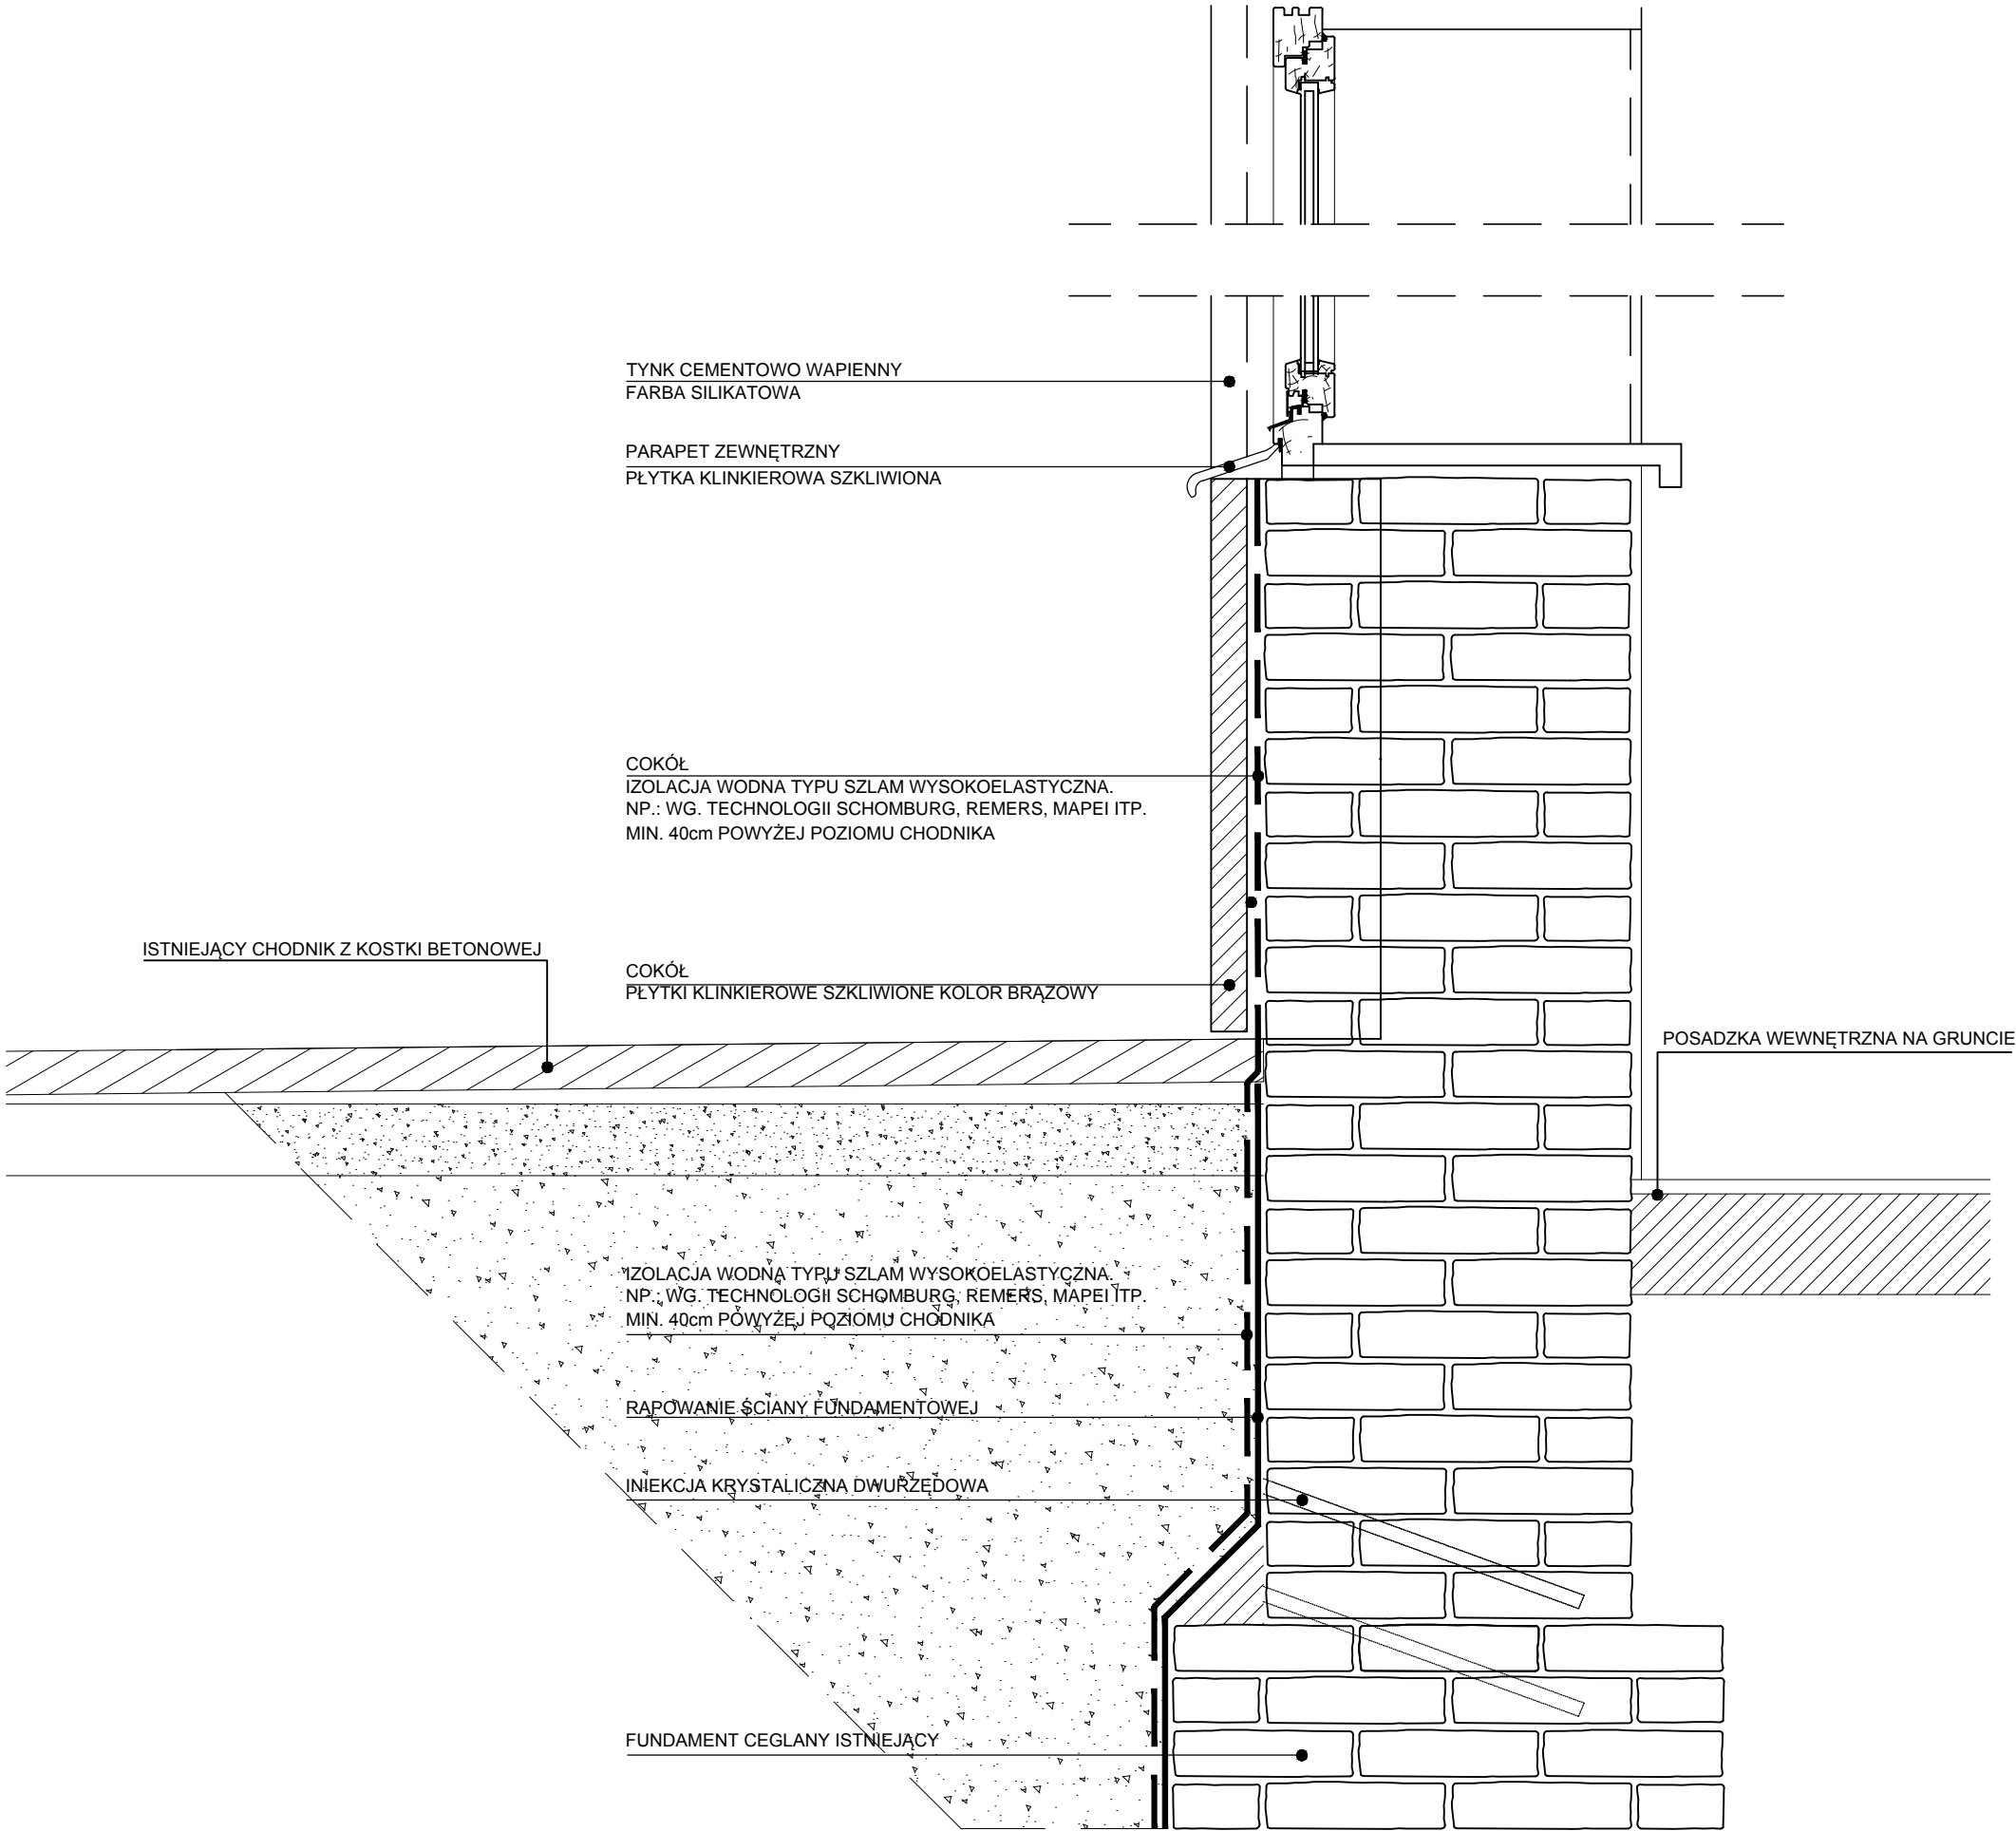 TYNK CEMENTOWO WAPIENNY
FARBA SILIKATOWA
PARAPET ZEWNĘTRZNY
PŁYTKA KLINKIEROWA SZKLIWIONA
COKÓŁ
IZOLACJA WODNA TYPU SZLAM WYSOKOELASTYCZNA.
NP.: WG. TECHNOLOGII SCHOMBURG, REMERS, MAPEI ITP.
MIN. 40cm POWYŻEJ POZIOMU CHODNIKA
ISTNIEJĄCY CHODNIK Z KOSTKI BETONOWEJ
COKÓŁ
PŁYTKI KLINKIEROWE SZKLIWIONE KOLOR BRĄZOWY
POSADZKA WEWNĘTRZNA NA GRUNCIE
IZOLACJA WODNA TYPU SZLAM WYSOKOELASTYCZNA.
NP.: WG. TECHNOLOGII SCHOMBURG, REMERS, MAPEI ITP.
MIN. 40cm POWYŻEJ POZIOMU CHODNIKA
RAPOWANIE ŚCIANY FUNDAMENTOWEJ
INIEKCJA KRYSTALICZNA DWURZĘDOWA
FUNDAMENT CEGLANY ISTNIEJĄCY